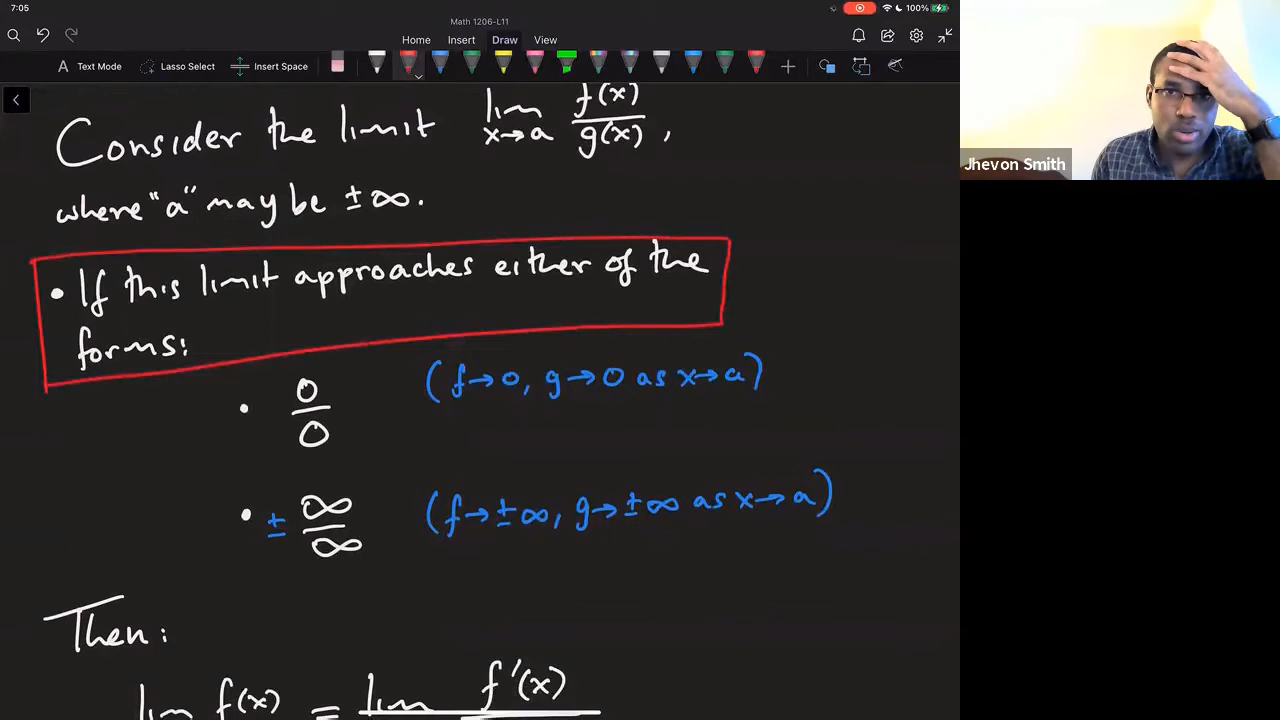 7:05
100%
Math 1206-L11
Home Insert Draw View
Text Mode Lasso Select Insert Space
Consider the limit lim x→a f(x)/g(x),
where "a" may be ±∞.
• If this limit approaches either of the
forms:
• 0/0 (f→0, g→0 as x→a)
• ± ∞/∞ (f→±∞, g→±∞ as x→a)
Then:
lim f(x) = lim f'(x)
Jhevon Smith